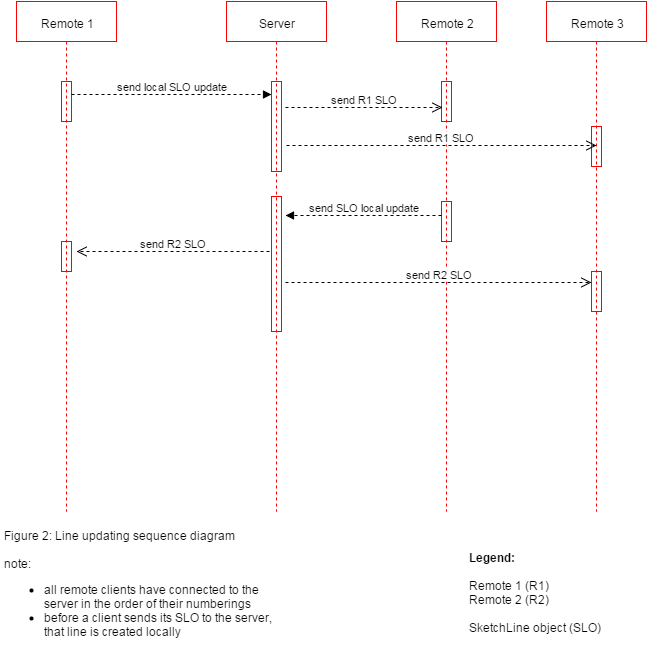 Remote 1
Server
Remote 2
Remote 3
send local SLO update
send R1 SLO
send R1 SLO
send SLO local update
send R2 SLO
send R2 SLO
Figure 2: Line updating sequence diagram
note:
• all remote clients have connected to the
server in the order of their numberings
• before a client sends its SLO to the server,
that line is created locally
Legend:
Remote 1 (R1)
Remote 2 (R2)
SketchLine object (SLO)